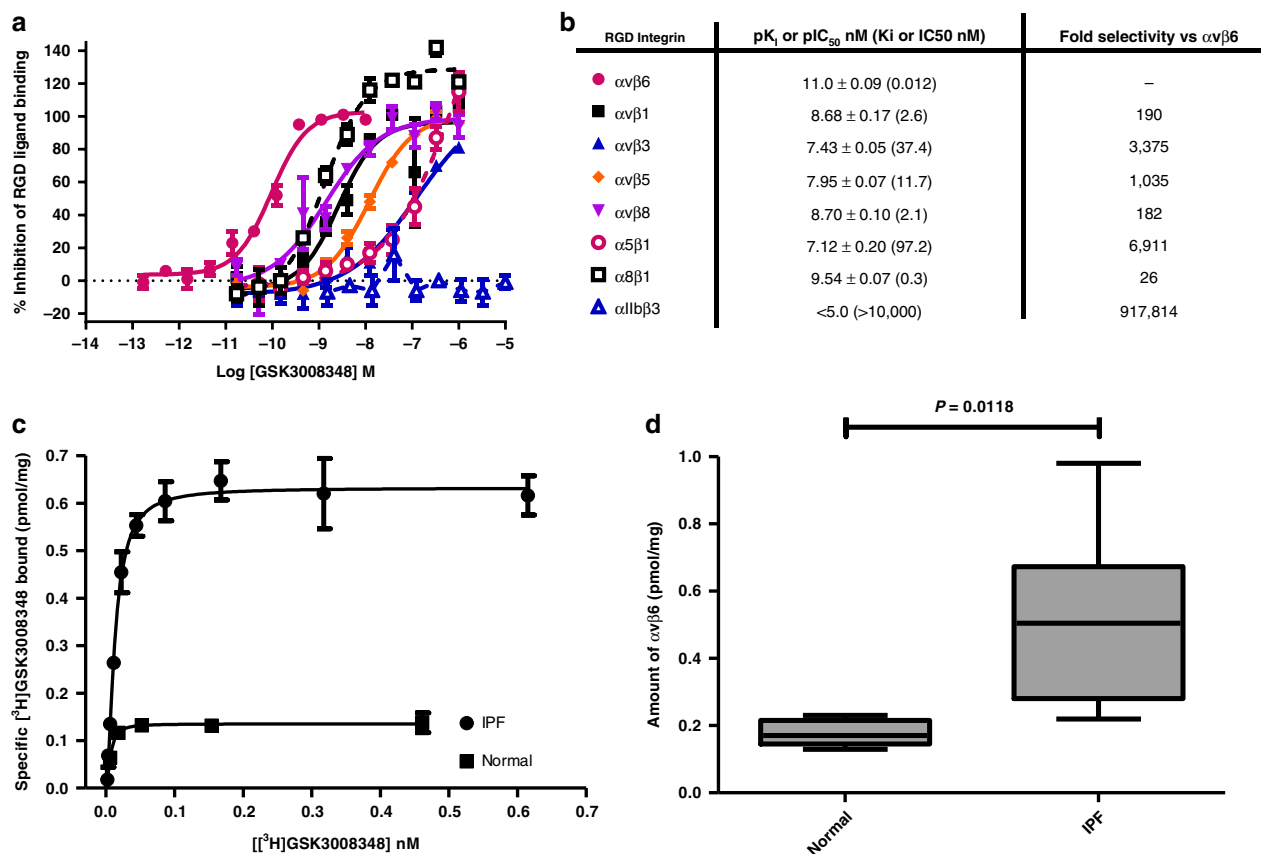 a
140
120
100
80
60
40
20
0
−20
% Inhibition of RGD ligand binding
−14 −13 −12 −11 −10 −9 −8 −7 −6 −5
Log [GSK3008348] M
b
RGD Integrin pK_I or pIC_50 nM (Ki or IC50 nM) Fold selectivity vs αvβ6
αvβ6 11.0 ± 0.09 (0.012) –
αvβ1 8.68 ± 0.17 (2.6) 190
αvβ3 7.43 ± 0.05 (37.4) 3,375
αvβ5 7.95 ± 0.07 (11.7) 1,035
αvβ8 8.70 ± 0.10 (2.1) 182
α5β1 7.12 ± 0.20 (97.2) 6,911
α8β1 9.54 ± 0.07 (0.3) 26
αIIbβ3 <5.0 (>10,000) 917,814
c
0.7
0.6
0.5
0.4
0.3
0.2
0.1
0.0
Specific [³H]GSK3008348 bound (pmol/mg)
IPF
Normal
0.0 0.1 0.2 0.3 0.4 0.5 0.6 0.7
[[³H]GSK3008348] nM
d
P = 0.0118
1.0
0.8
0.6
0.4
0.2
0.0
Amount of αvβ6 (pmol/mg)
Normal IPF